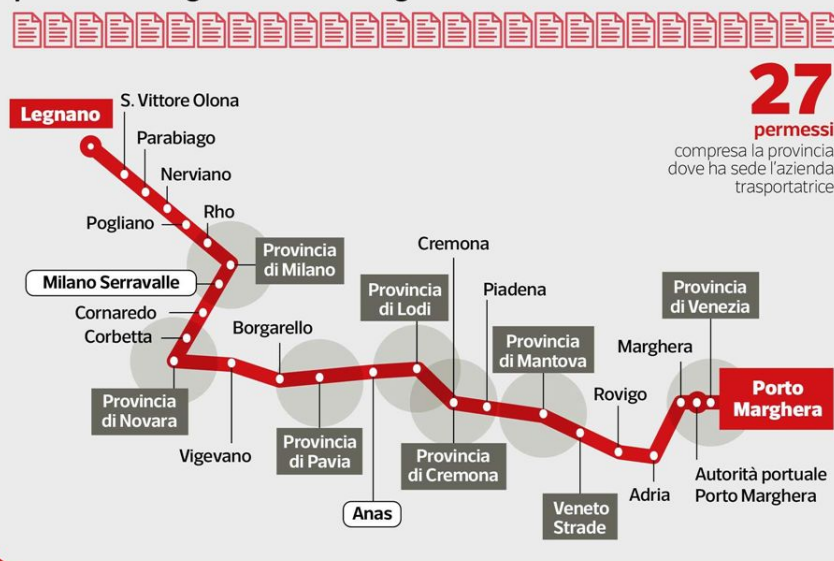 27
permessi
compresa la provincia
dove ha sede l'azienda
trasportatrice
Legnano
S. Vittore Olona
Parabiago
Nerviano
Pogliano
Rho
Provincia
di Milano
Milano Serravalle
Cornaredo
Corbetta
Provincia
di Novara
Vigevano
Borgarello
Provincia
di Pavia
Anas
Provincia
di Lodi
Cremona
Provincia
di Cremona
Piadena
Provincia
di Mantova
Veneto
Strade
Rovigo
Adria
Marghera
Provincia
di Venezia
Autorità portuale
Porto Marghera
Porto
Marghera